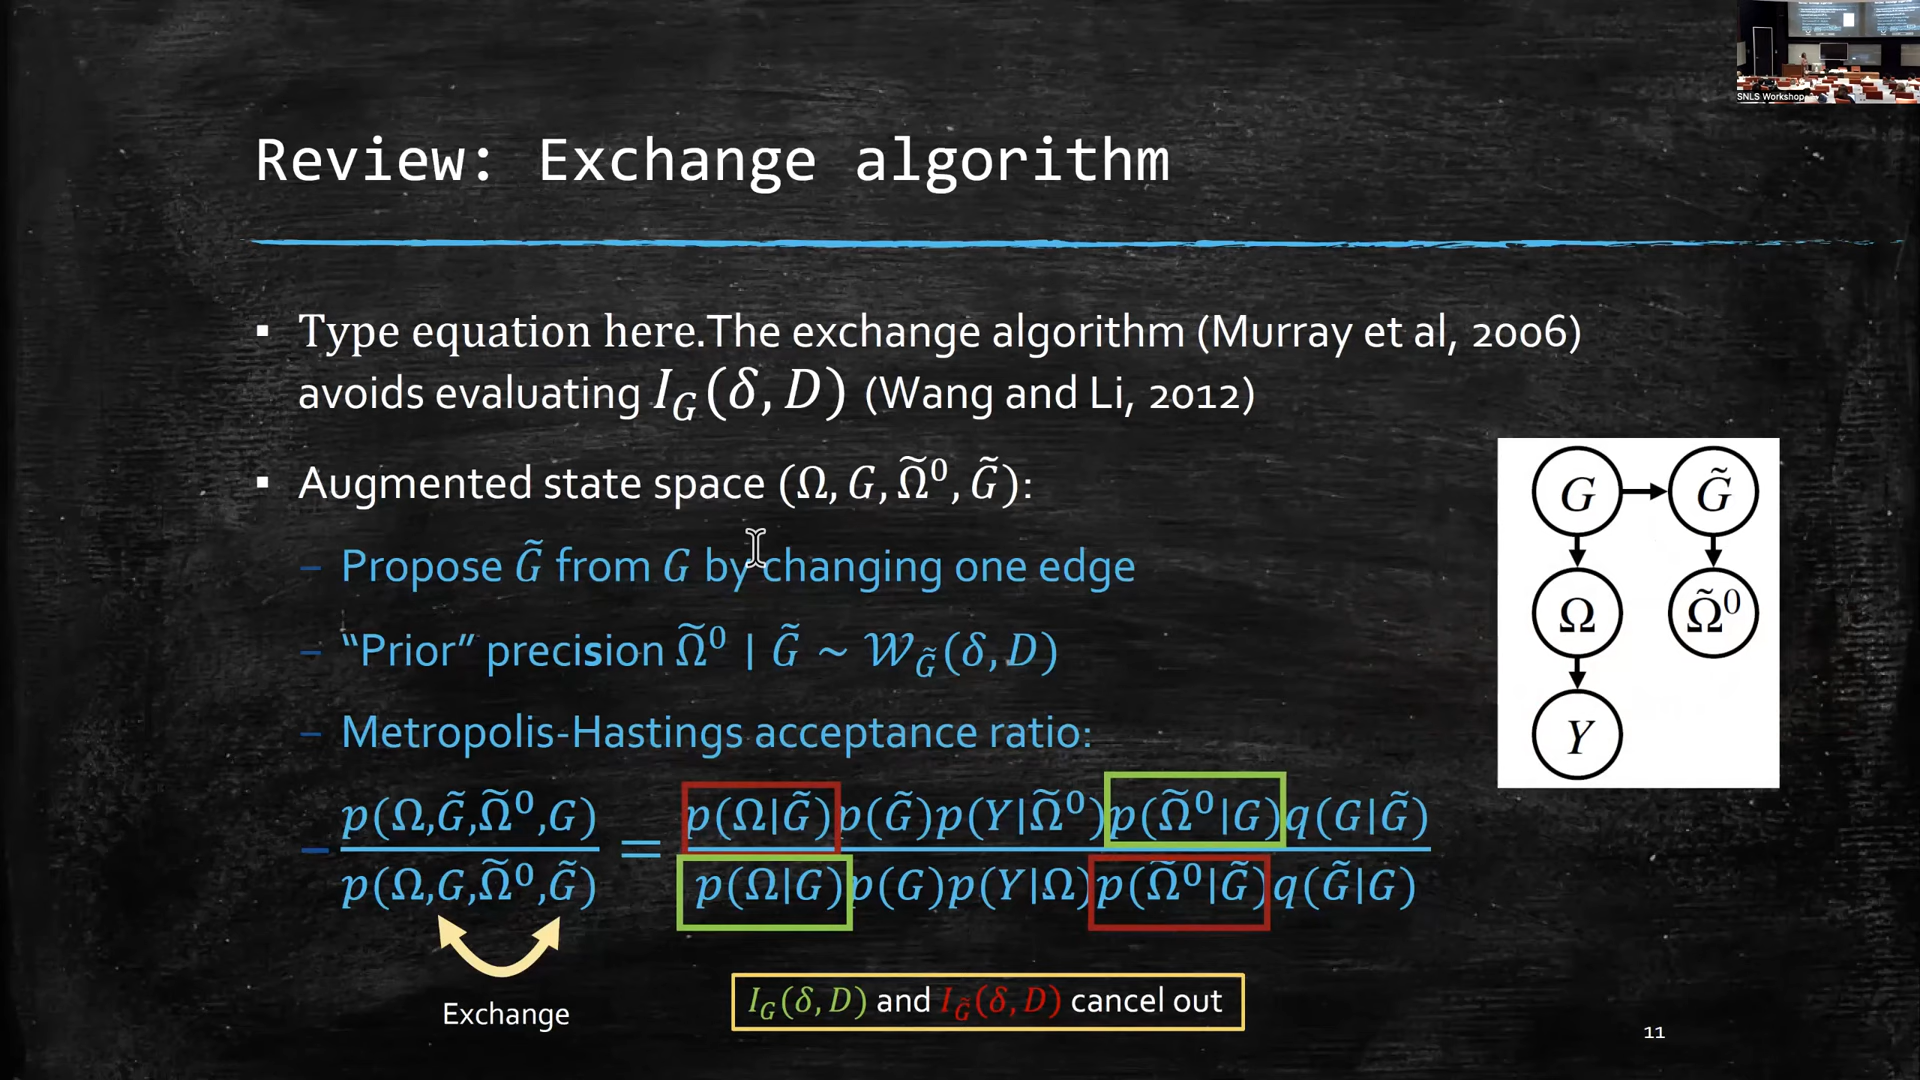 SNLS Workshop
Review: Exchange algorithm
▪ Type equation here.The exchange algorithm (Murray et al, 2006)
avoids evaluating I_G(δ, D) (Wang and Li, 2012)
▪ Augmented state space (Ω, G, Ω̃⁰, G̃):
– Propose G̃ from G by changing one edge
– “Prior” precision Ω̃⁰ | G̃ ~ 𝒲_G̃(δ, D)
– Metropolis-Hastings acceptance ratio:
– p(Ω,G̃,Ω̃⁰,G) / p(Ω,G,Ω̃⁰,G̃) = p(Ω|G̃)p(G̃)p(Y|Ω̃⁰)p(Ω̃⁰|G)q(G|G̃) / p(Ω|G)p(G)p(Y|Ω)p(Ω̃⁰|G̃)q(G̃|G)
Exchange
I_G(δ, D) and I_G̃(δ, D) cancel out
G G̃
Ω Ω̃⁰
Y
11